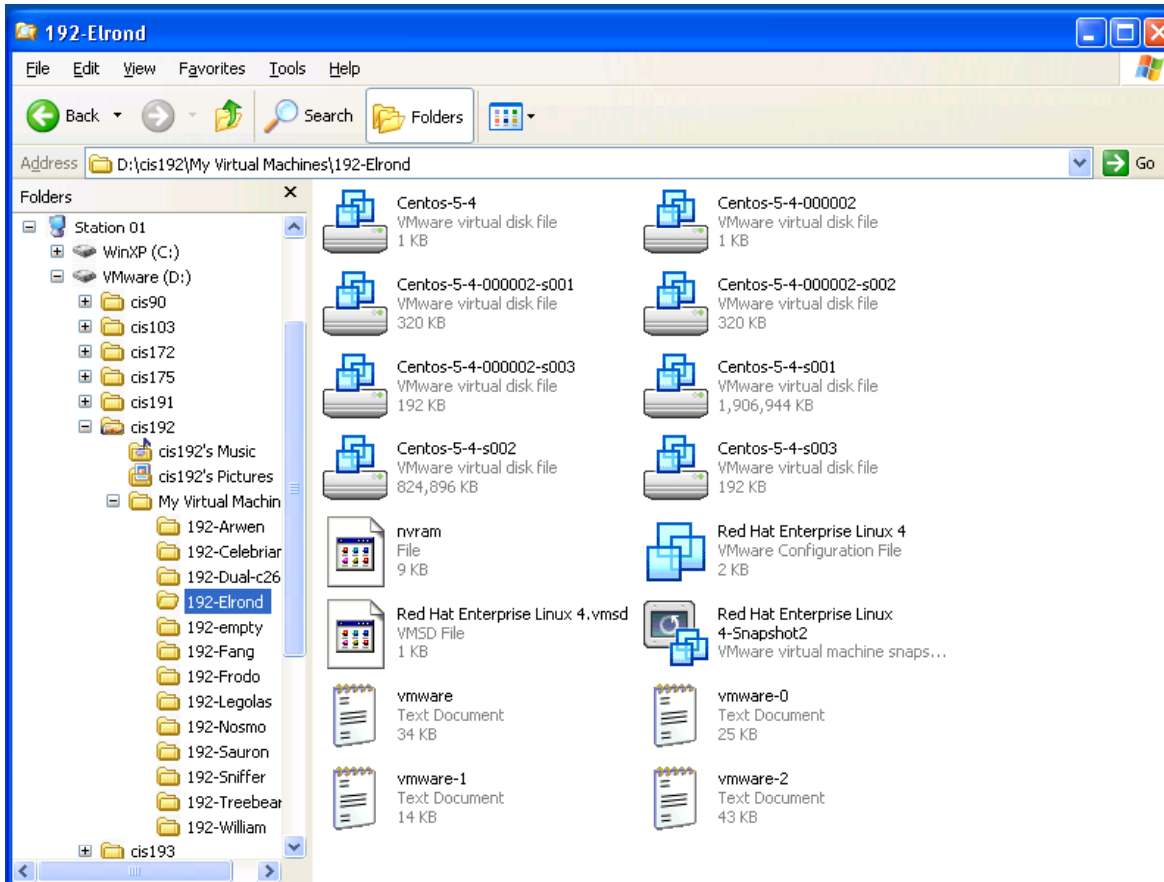 192-Elrond
File Edit View Favorites Tools Help
Back Search Folders
Address D:\cis192\My Virtual Machines\192-Elrond Go
Folders
Station 01
WinXP (C:)
VMware (D:)
cis90
cis103
cis172
cis175
cis191
cis192
cis192's Music
cis192's Pictures
My Virtual Machin
192-Arwen
192-Celebriar
192-Dual-c26
192-Elrond
192-empty
192-Fang
192-Frodo
192-Legolas
192-Nosmo
192-Sauron
192-Sniffer
192-Treebear
192-William
cis193
Centos-5-4
VMware virtual disk file
1 KB
Centos-5-4-000002
VMware virtual disk file
1 KB
Centos-5-4-000002-s001
VMware virtual disk file
320 KB
Centos-5-4-000002-s002
VMware virtual disk file
320 KB
Centos-5-4-000002-s003
VMware virtual disk file
192 KB
Centos-5-4-s001
VMware virtual disk file
1,906,944 KB
Centos-5-4-s002
VMware virtual disk file
824,896 KB
Centos-5-4-s003
VMware virtual disk file
192 KB
nvram
File
9 KB
Red Hat Enterprise Linux 4
VMware Configuration File
2 KB
Red Hat Enterprise Linux 4.vmsd
VMSD File
1 KB
Red Hat Enterprise Linux
4-Snapshot2
VMware virtual machine snaps...
vmware
Text Document
34 KB
vmware-0
Text Document
25 KB
vmware-1
Text Document
14 KB
vmware-2
Text Document
43 KB